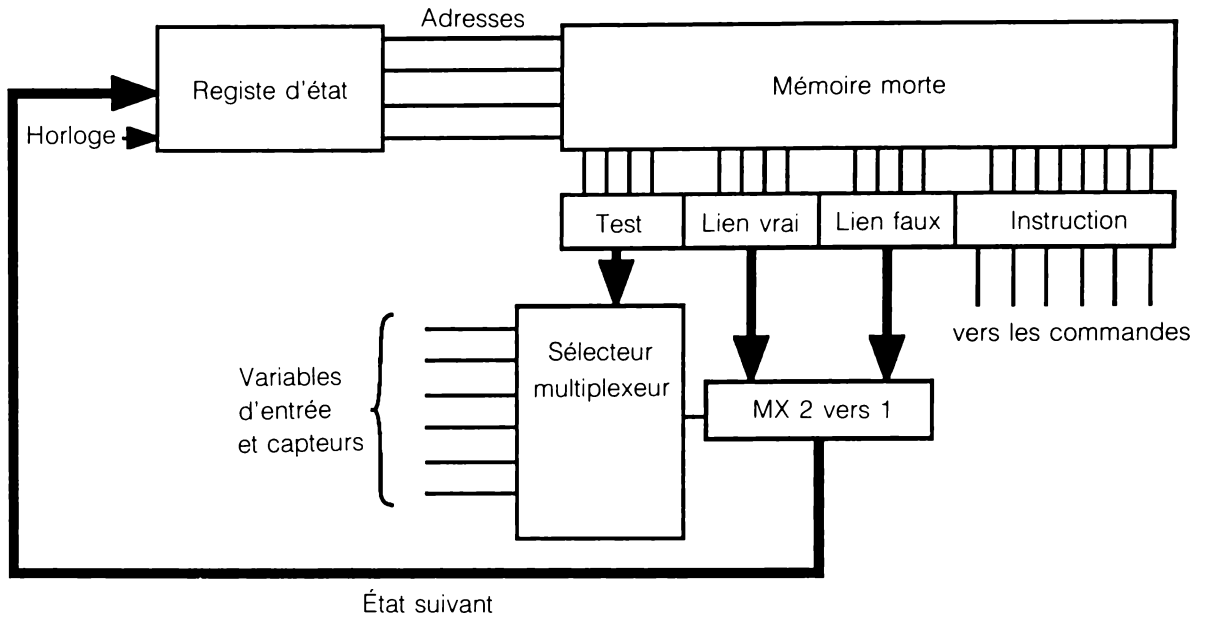 Adresses
Registe d'état
Mémoire morte
Horloge
Test
Lien vrai
Lien faux
Instruction
vers les commandes
Sélecteur
multiplexeur
Variables
d'entrée
et capteurs
MX 2 vers 1
État suivant